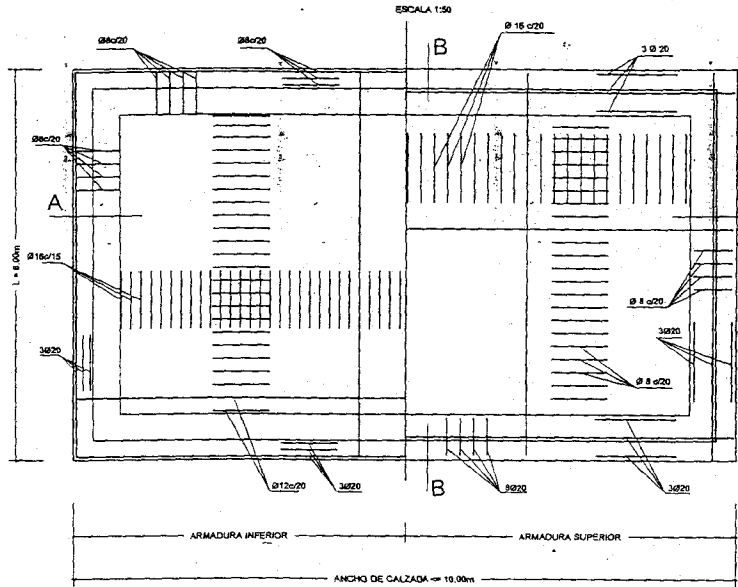 ESCALA 1:50
B
Ø8c/20
Ø8c/20
Ø 16 c/20
3 Ø 20
Ø8c/20
A
L = 6,00m
Ø16c/15
Ø 8 c/20
3Ø20
3Ø20
Ø 8 c/20
Ø12c/20
3Ø20
B
3Ø20
ARMADURA INFERIOR
ARMADURA SUPERIOR
ANCHO DE CALZADA <= 10.00m